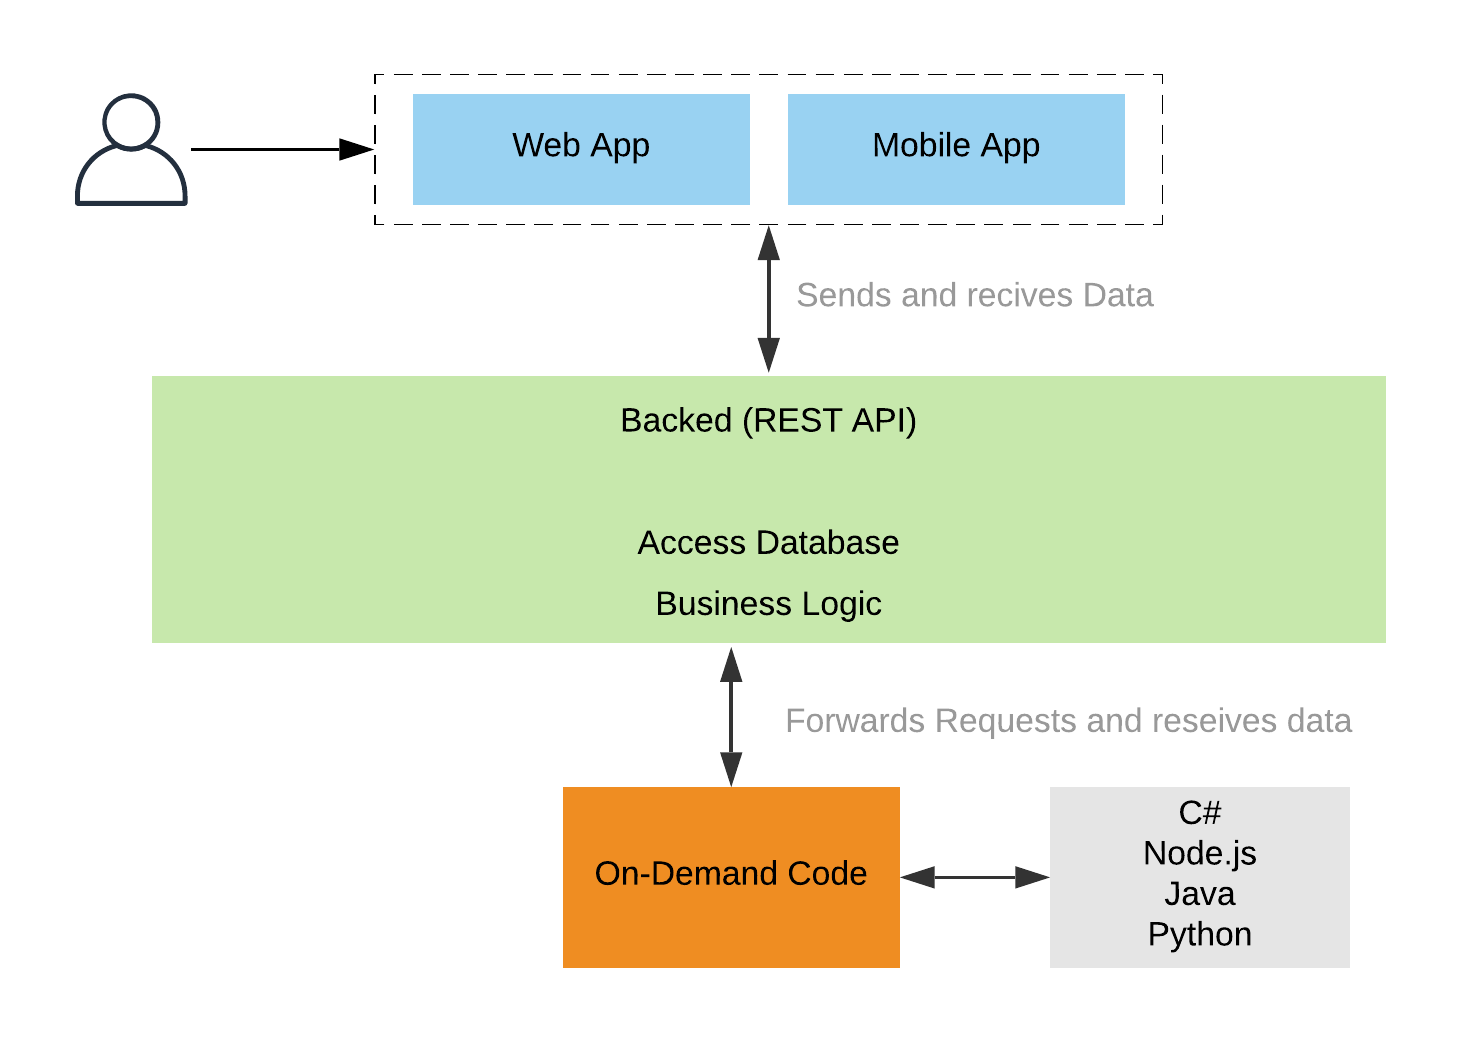 Web App
Mobile App
Sends and recives Data
Backed (REST API)
Access Database
Business Logic
Forwards Requests and reseives data
On-Demand Code
C#
Node.js
Java
Python